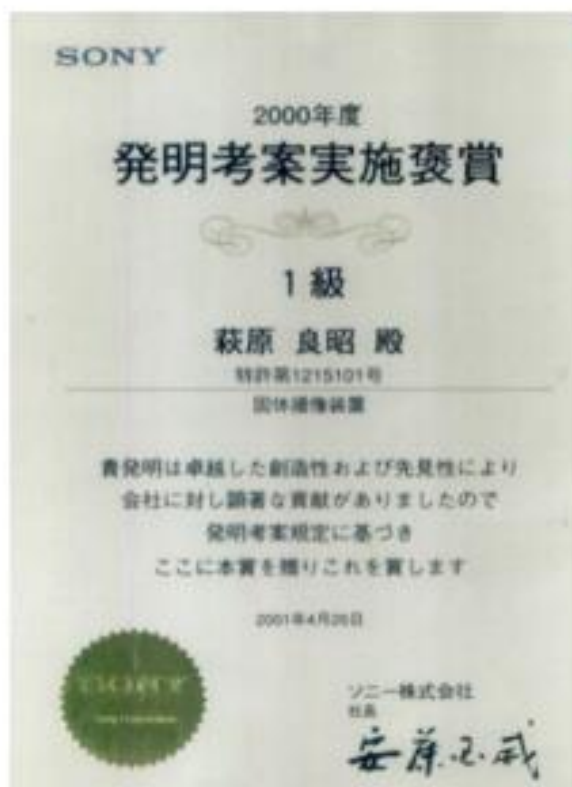 SONY
2000年度
発明考案実施褒賞
1級
萩原 良昭 殿
特許第1215101号
固体撮像装置
貴発明は卓越した創造性および先見性により
会社に対し顕著な貢献がありましたので
発明考案規定に基づき
ここに本賞を贈りこれを賞します
2001年4月26日
ソニー株式会社
社長
安藤国威